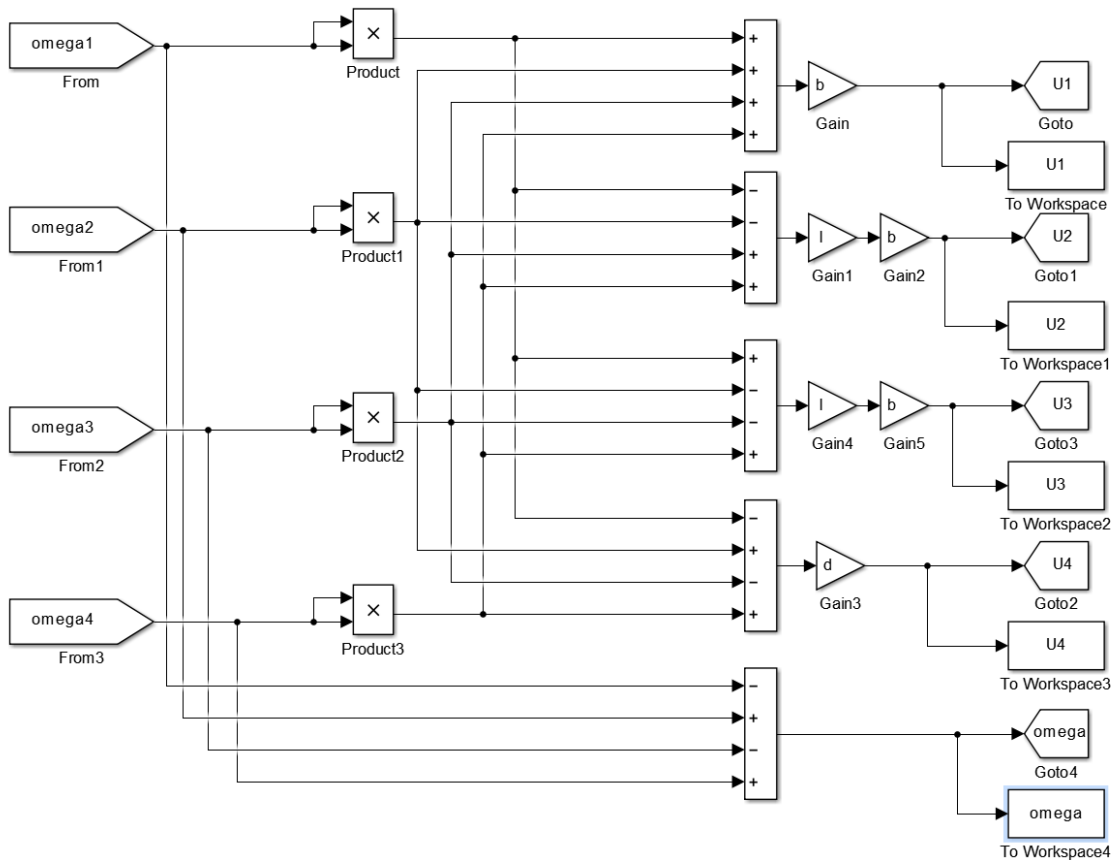 omega1
From
×
Product
+
+
+
+
b
Gain
U1
Goto
U1
To Workspace
omega2
From1
×
Product1
−
−
+
+
l
Gain1
b
Gain2
U2
Goto1
U2
To Workspace1
omega3
From2
×
Product2
+
−
−
+
l
Gain4
b
Gain5
U3
Goto3
U3
To Workspace2
omega4
From3
×
Product3
−
+
−
+
d
Gain3
U4
Goto2
U4
To Workspace3
−
+
−
+
omega
Goto4
omega
To Workspace4